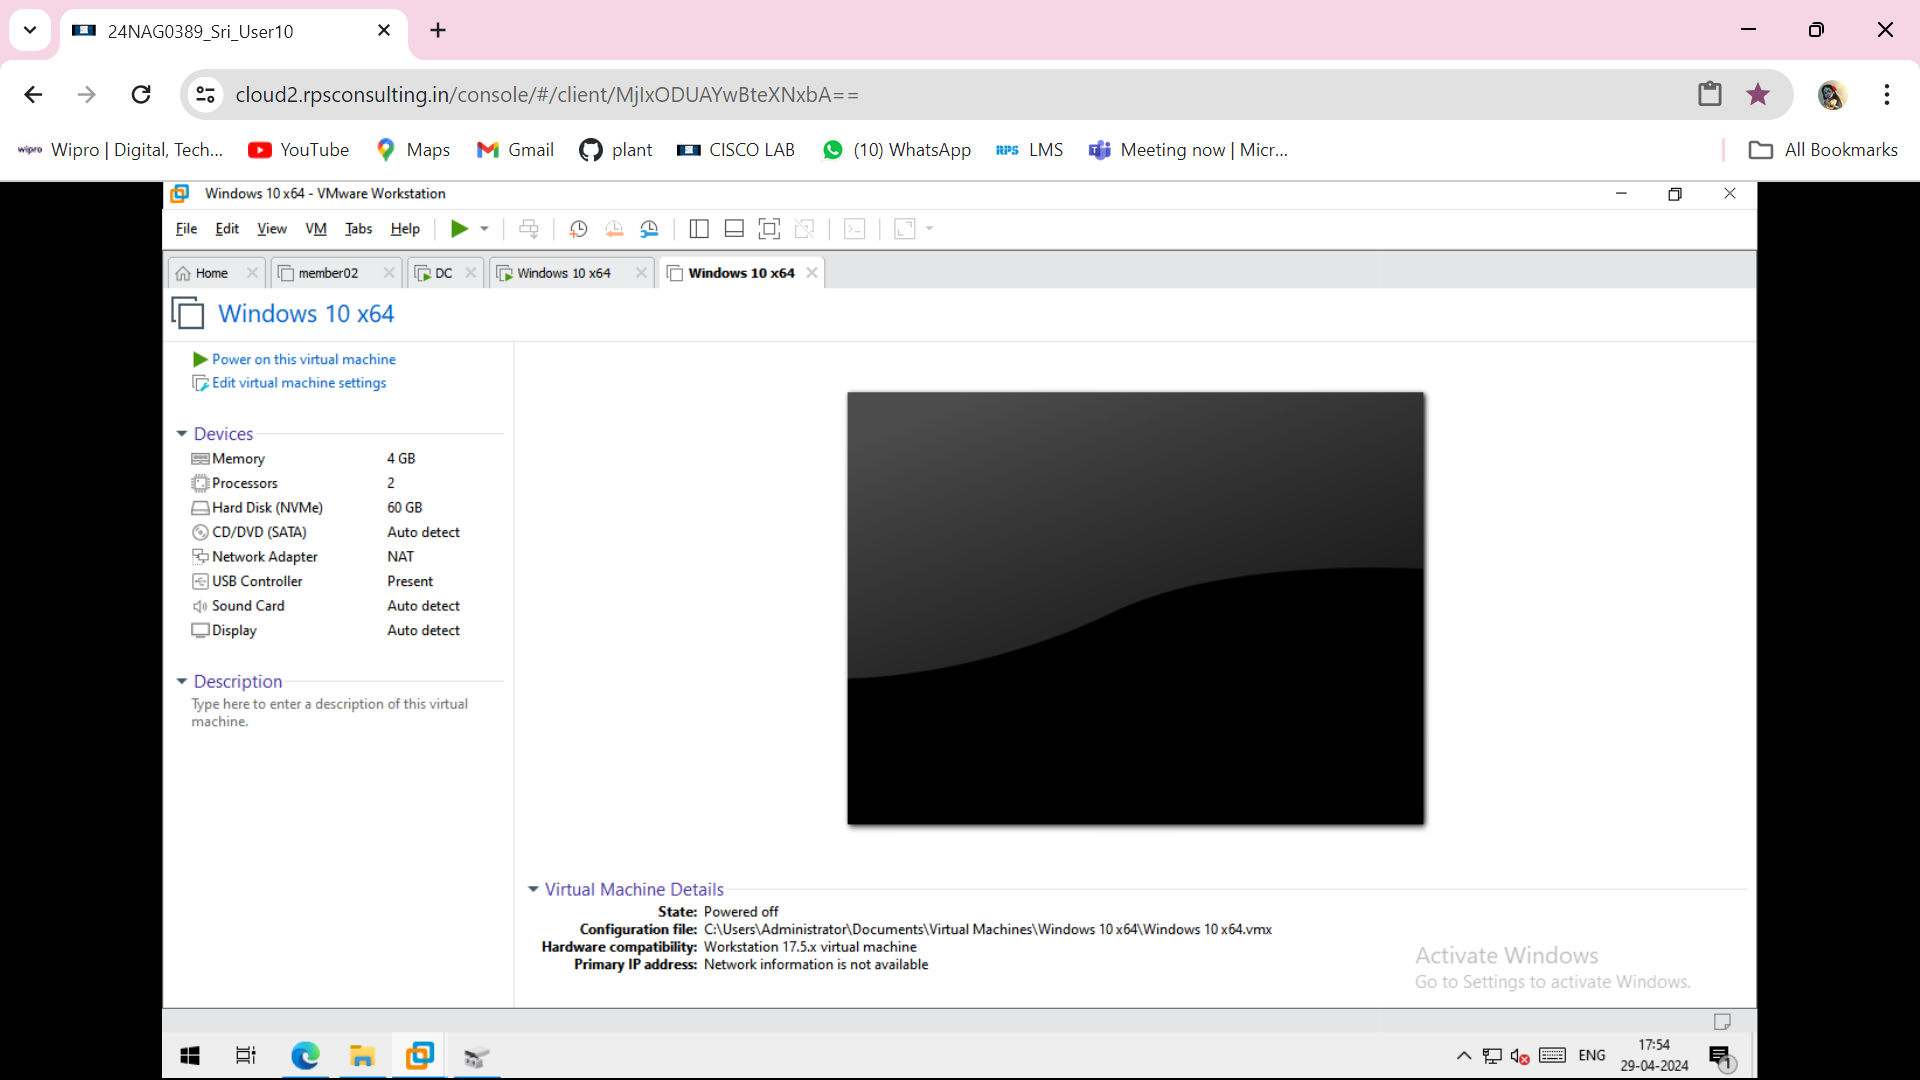 24NAG0389_Sri_User10
cloud2.rpsconsulting.in/console/#/client/MjIxODUAYwBteXNxbA==
wipro Wipro | Digital, Tech... YouTube Maps Gmail plant CISCO LAB (10) WhatsApp RPS LMS Meeting now | Micr... All Bookmarks
Windows 10 x64 - VMware Workstation
File Edit View VM Tabs Help
Home member02 DC Windows 10 x64 Windows 10 x64
Windows 10 x64
Power on this virtual machine
Edit virtual machine settings
Devices
Memory 4 GB
Processors 2
Hard Disk (NVMe) 60 GB
CD/DVD (SATA) Auto detect
Network Adapter NAT
USB Controller Present
Sound Card Auto detect
Display Auto detect
Description
Type here to enter a description of this virtual
machine.
Virtual Machine Details
State: Powered off
Configuration file: C:\Users\Administrator\Documents\Virtual Machines\Windows 10 x64\Windows 10 x64.vmx
Hardware compatibility: Workstation 17.5.x virtual machine
Primary IP address: Network information is not available
Activate Windows
Go to Settings to activate Windows.
ENG 17:54
29-04-2024 1